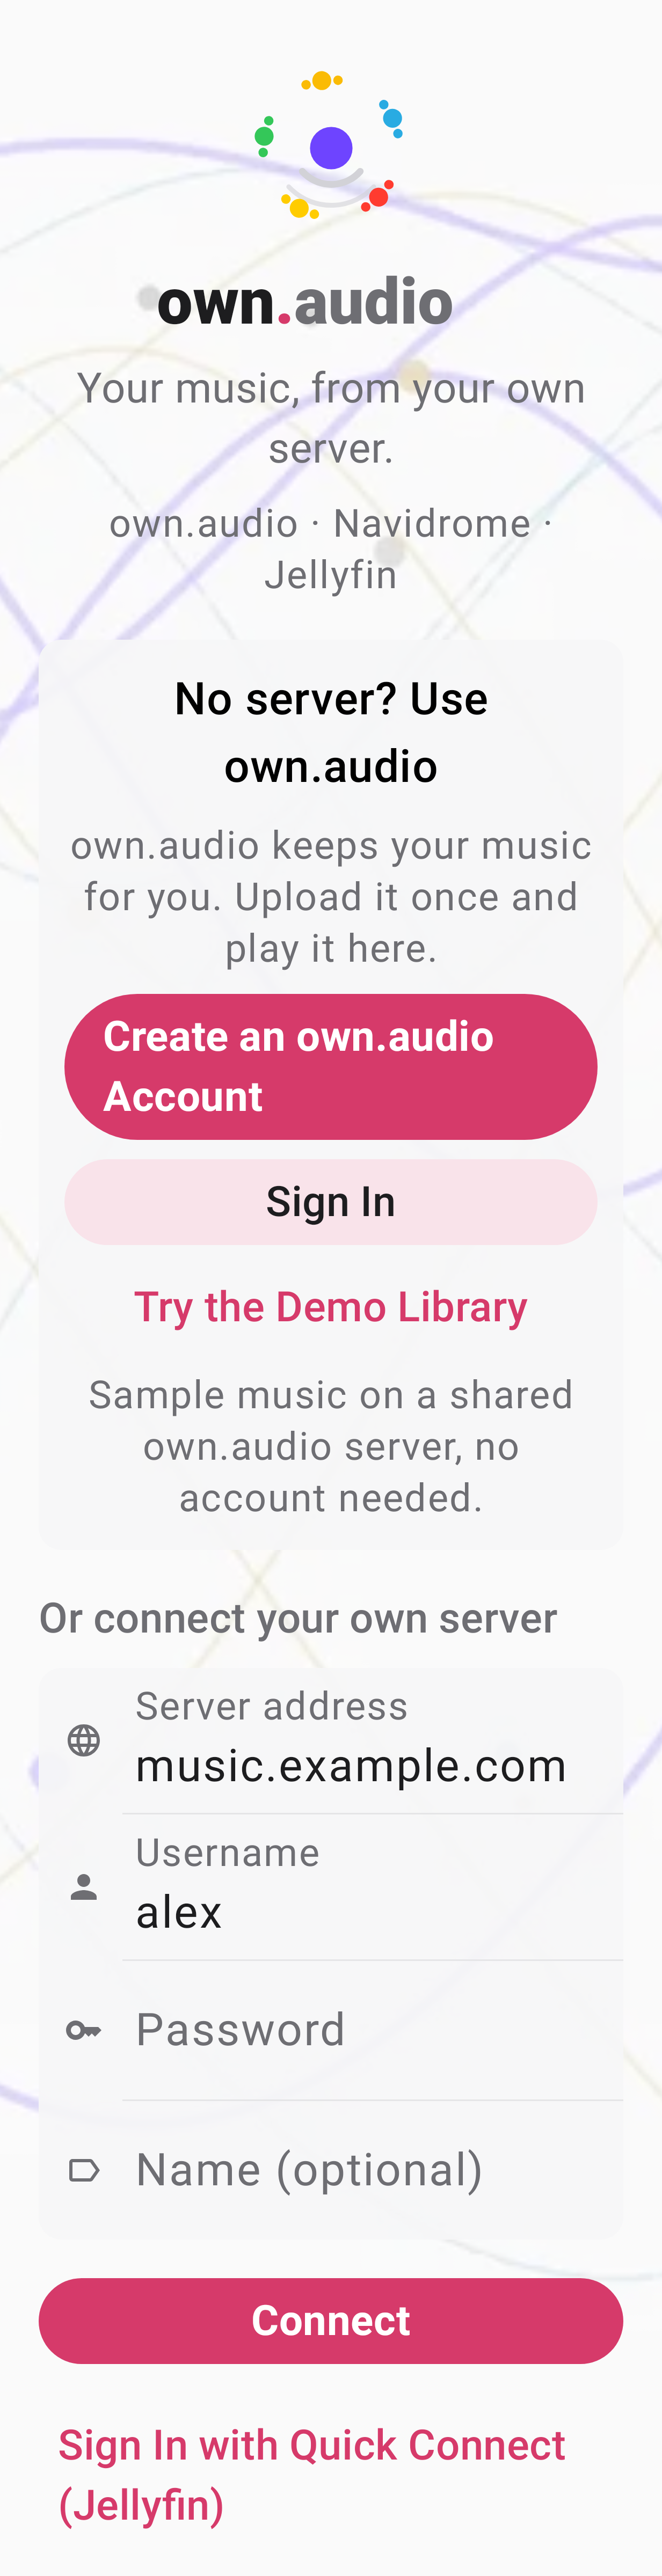 own.audio
Your music, from your own
server.
own.audio · Navidrome ·
Jellyfin
No server? Use
own.audio
own.audio keeps your music
for you. Upload it once and
play it here.
Create an own.audio
Account
Sign In
Try the Demo Library
Sample music on a shared
own.audio server, no
account needed.
Or connect your own server
Server address
music.example.com
Username
alex
Password
Name (optional)
Connect
Sign In with Quick Connect
(Jellyfin)